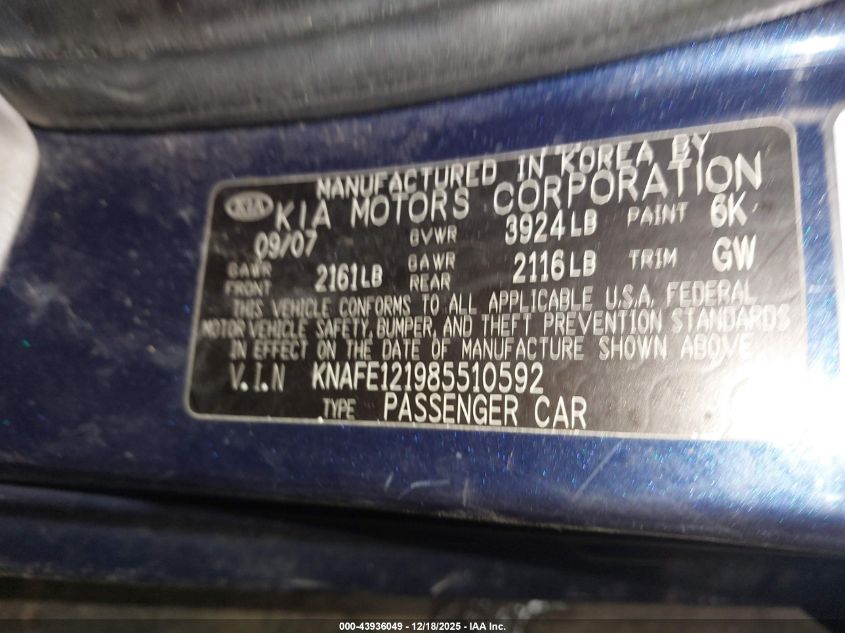 MANUFACTURED IN KOREA BY
KIA KIA MOTORS CORPORATION
09/07 GVWR 3924LB PAINT 6K
GAWR FRONT 2161LB GAWR REAR 2116LB TRIM GW
THIS VEHICLE CONFORMS TO ALL APPLICABLE U.S.A. FEDERAL
MOTOR VEHICLE SAFETY, BUMPER, AND THEFT PREVENTION STANDARDS
IN EFFECT ON THE DATE OF MANUFACTURE SHOWN ABOVE
V.I.N KNAFE121985510592
TYPE PASSENGER CAR
000-43936049 - 12/18/2025 - IAA Inc.